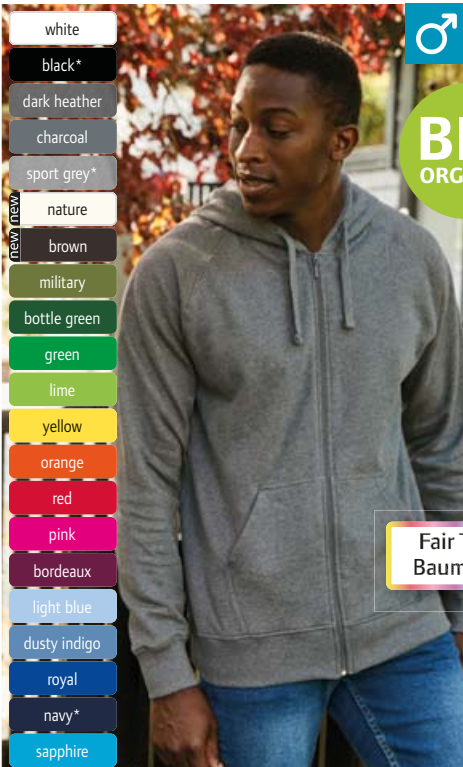 white
black*
dark heather
charcoal
sport grey*
new
nature
new
brown
military
bottle green
green
lime
yellow
orange
red
pink
bordeaux
light blue
dusty indigo
royal
navy*
sapphire
ORG
Fair
Baum